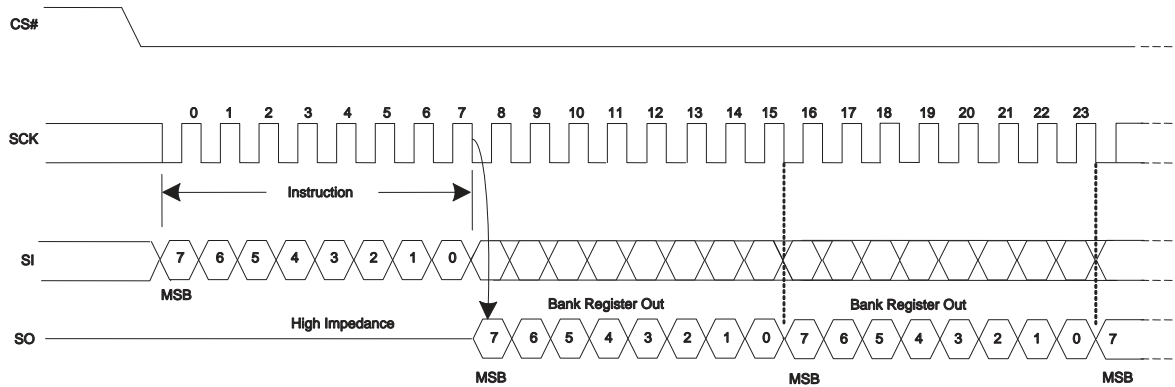 CS#
0 1 2 3 4 5 6 7 8 9 10 11 12 13 14 15 16 17 18 19 20 21 22 23
SCK
Instruction
SI 7 6 5 4 3 2 1 0
MSB
Bank Register Out Bank Register Out
High Impedance
SO 7 6 5 4 3 2 1 0 7 6 5 4 3 2 1 0 7
MSB MSB MSB